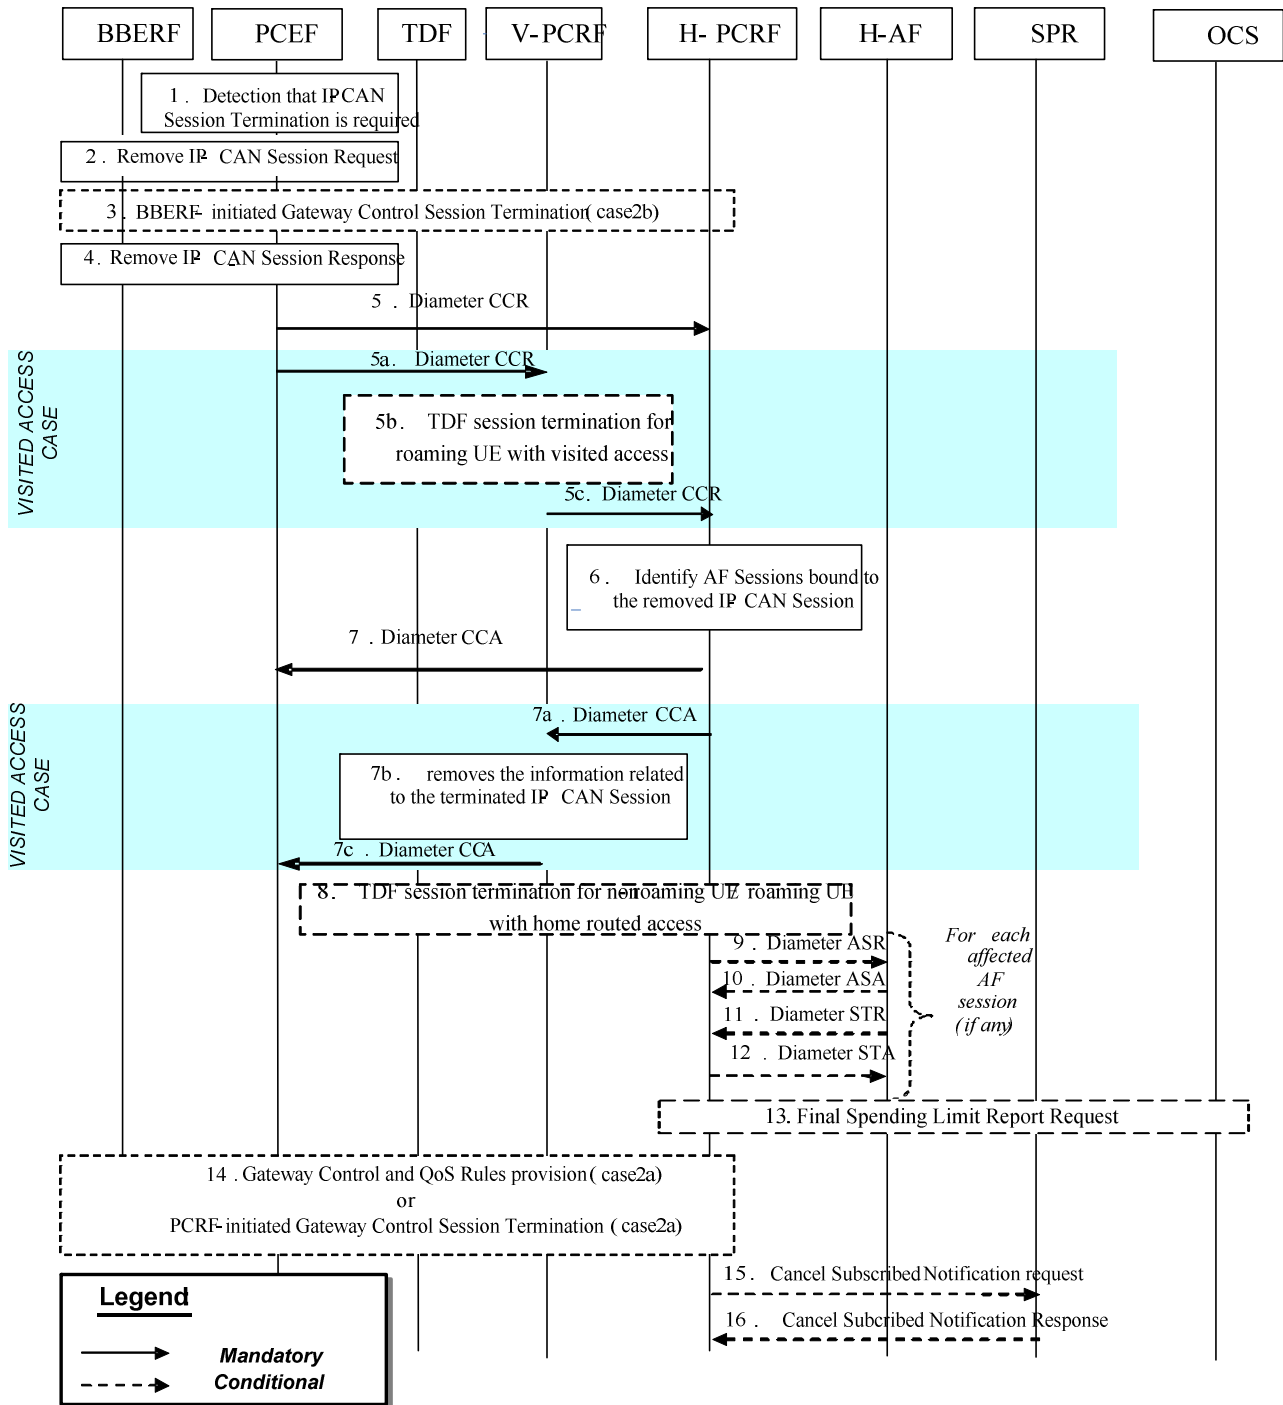 BBERF PCEF TDF V-PCRF H- PCRF H-AF SPR OCS
1 . Detection that IP-CAN
Session Termination is required
2 . Remove IP- CAN Session Request
3 . BBERF- initiated Gateway Control Session Termination( case2b)
4 . Remove IP- CAN Session Response
5 . Diameter CCR
VISITED ACCESS
CASE
5a. Diameter CCR
5b. TDF session termination for
roaming UE with visited access
5c. Diameter CCR
6 . Identify AF Sessions bound to
the removed IP- CAN Session
7 . Diameter CCA
VISITED ACCESS
CASE
7a . Diameter CCA
7b . removes the information related
to the terminated IP- CAN Session
7c . Diameter CCA
8. TDF session termination for non-roaming UE roaming UE
with home routed access
9 . Diameter ASR
10 . Diameter ASA
11 . Diameter STR
12 . Diameter STA
For each
affected
AF
session
(if any)
13. Final Spending Limit Report Request
14 . Gateway Control and QoS Rules provision ( case2a)
or
PCRF-initiated Gateway Control Session Termination ( case2a)
15. Cancel Subscribed Notification request
16. Cancel Subcribed Notification Response
Legend:
Mandatory
Conditional